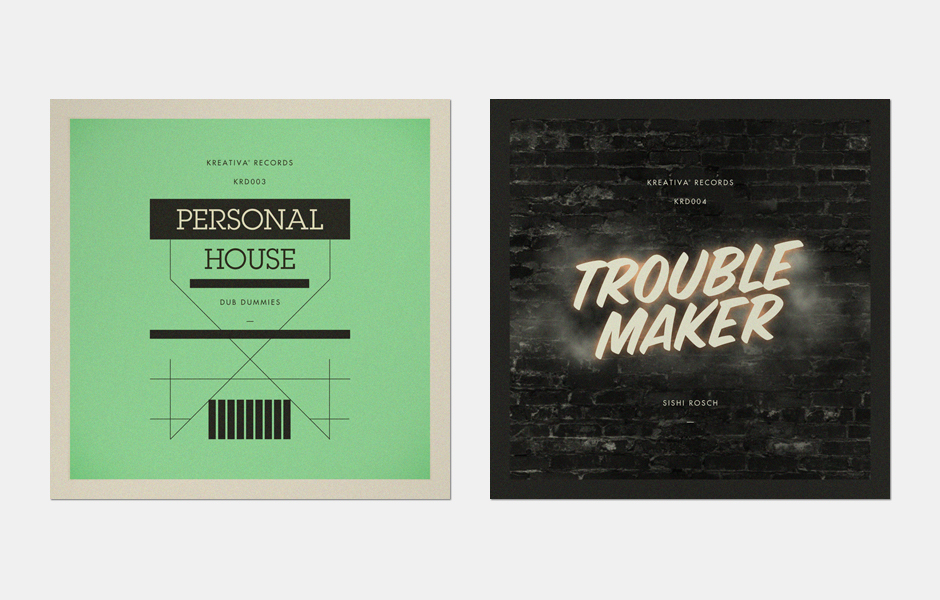 KREATIVA° RECORDS
KRD003
PERSONAL
HOUSE
DUB DUMMIES
—
KREATIVA° RECORDS
KRD004
TROUBLE
MAKER
SISHI ROSCH